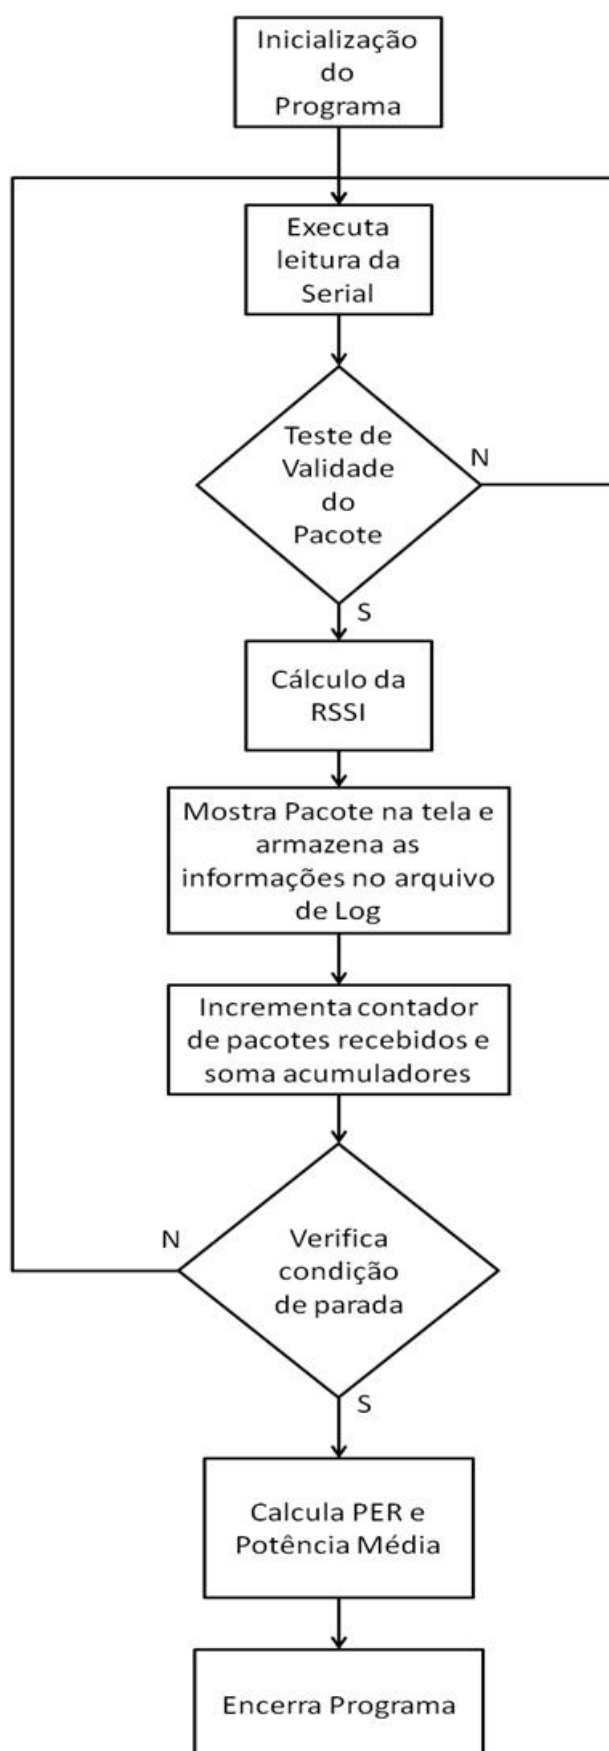 Inicialização
do
Programa
Executa
leitura da
Serial
Teste de
Validade
do
Pacote
N
S
Cálculo da
RSSI
Mostra Pacote na tela e
armazena as
informações no arquivo
de Log
Incrementa contador
de pacotes recebidos e
soma acumuladores
N
Verifica
condição
de parada
S
Calcula PER e
Potência Média
Encerra Programa